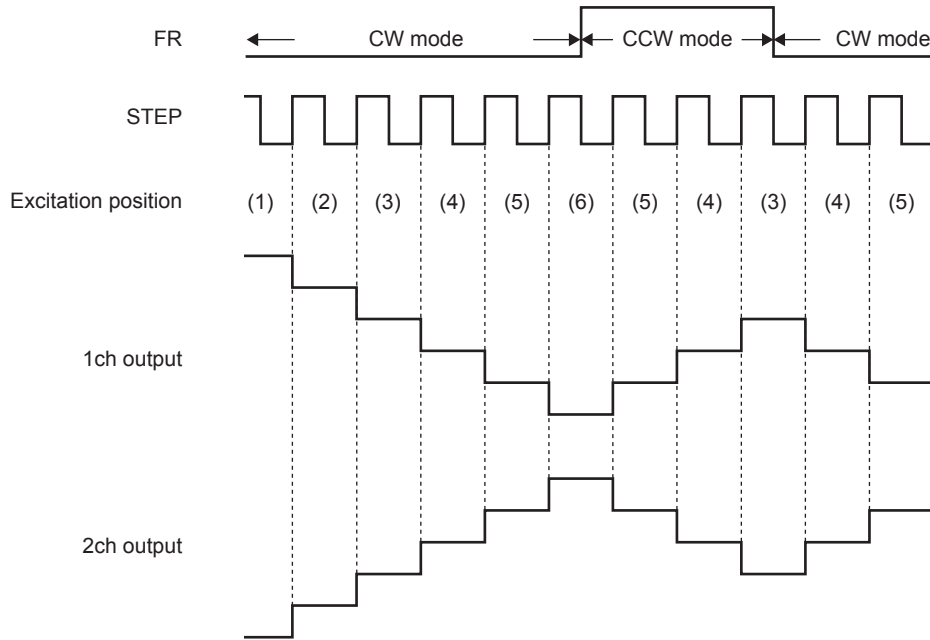 FR
CW mode
CCW mode
CW mode
STEP
Excitation position
(1) (2) (3) (4) (5) (6) (5) (4) (3) (4) (5)
1ch output
2ch output